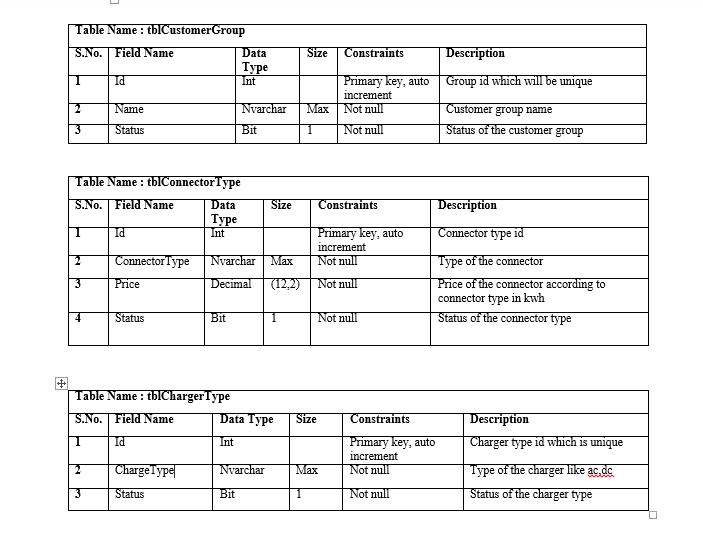 Table Name : tblCustomerGroup
S.No. Field Name Data Type Size Constraints Description
1 Id Int Primary key, auto increment Group id which will be unique
2 Name Nvarchar Max Not null Customer group name
3 Status Bit 1 Not null Status of the customer group
Table Name : tblConnectorType
S.No. Field Name Data Type Size Constraints Description
1 Id Int Primary key, auto increment Connector type id
2 ConnectorType Nvarchar Max Not null Type of the connector
3 Price Decimal (12,2) Not null Price of the connector according to connector type in kwh
4 Status Bit 1 Not null Status of the connector type
Table Name : tblChargerType
S.No. Field Name Data Type Size Constraints Description
1 Id Int Primary key, auto increment Charger type id which is unique
2 ChargeType Nvarchar Max Not null Type of the charger like ac,dc
3 Status Bit 1 Not null Status of the charger type